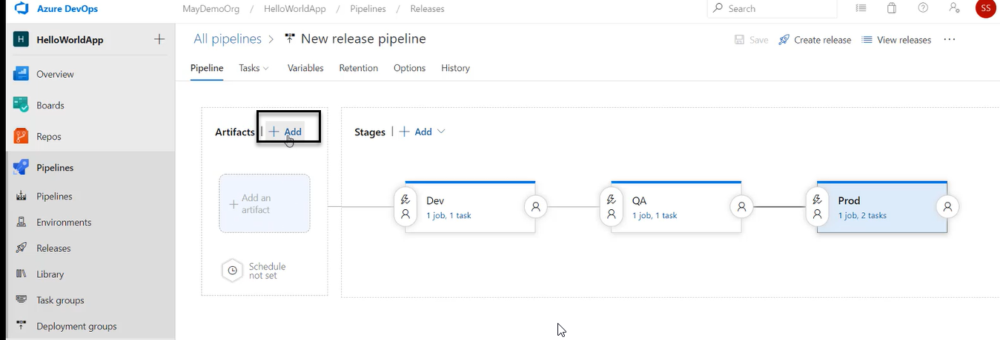 Azure DevOps
MayDemoOrg / HelloWorldApp / Pipelines / Releases
Search
SS
H HelloWorldApp
All pipelines > New release pipeline
Save Create release View releases ...
Pipeline Tasks Variables Retention Options History
Overview
Boards
Repos
Pipelines
Pipelines
Environments
Releases
Library
Task groups
Deployment groups
Artifacts | + Add
+ Add an
artifact
Schedule
not set
Stages | + Add
Dev
1 job, 1 task
QA
1 job, 1 task
Prod
1 job, 2 tasks